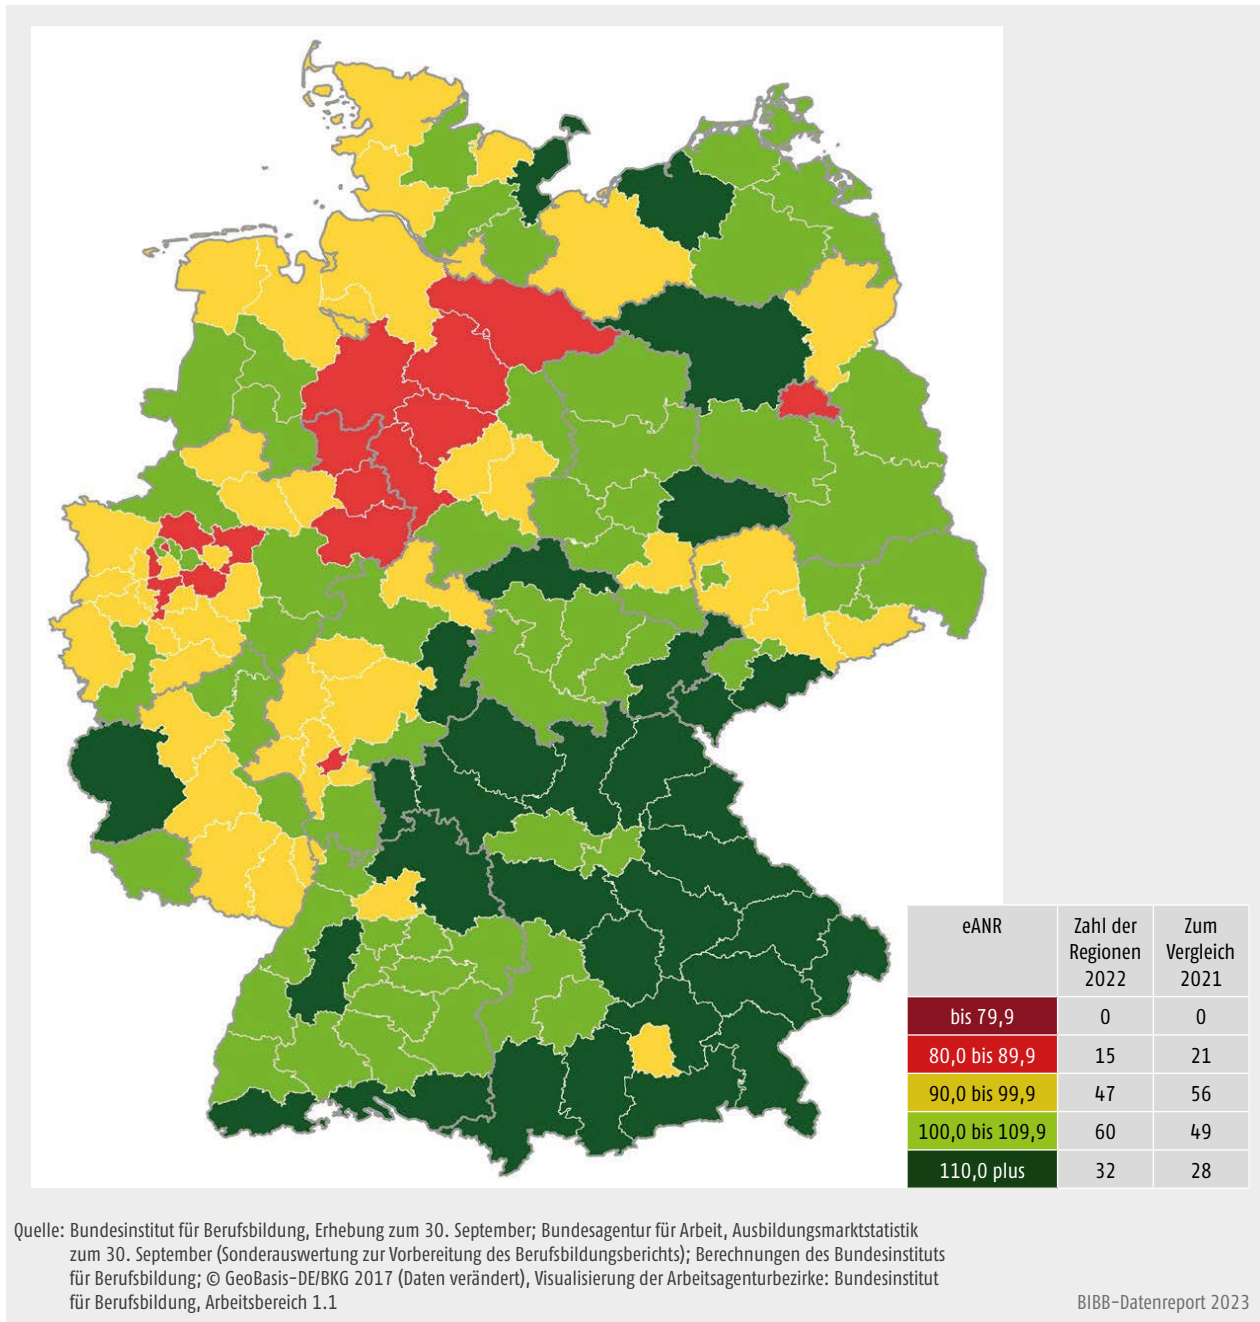 eANR Zahl der Regionen 2022 Zum Vergleich 2021
bis 79,9 0 0
80,0 bis 89,9 15 21
90,0 bis 99,9 47 56
100,0 bis 109,9 60 49
110,0 plus 32 28
Quelle: Bundesinstitut für Berufsbildung, Erhebung zum 30. September; Bundesagentur für Arbeit, Ausbildungsmarktstatistik
zum 30. September (Sonderauswertung zur Vorbereitung des Berufsbildungsberichts); Berechnungen des Bundesinstituts
für Berufsbildung; © GeoBasis-DE/BKG 2017 (Daten verändert), Visualisierung der Arbeitsagenturbezirke: Bundesinstitut
für Berufsbildung, Arbeitsbereich 1.1
BIBB-Datenreport 2023